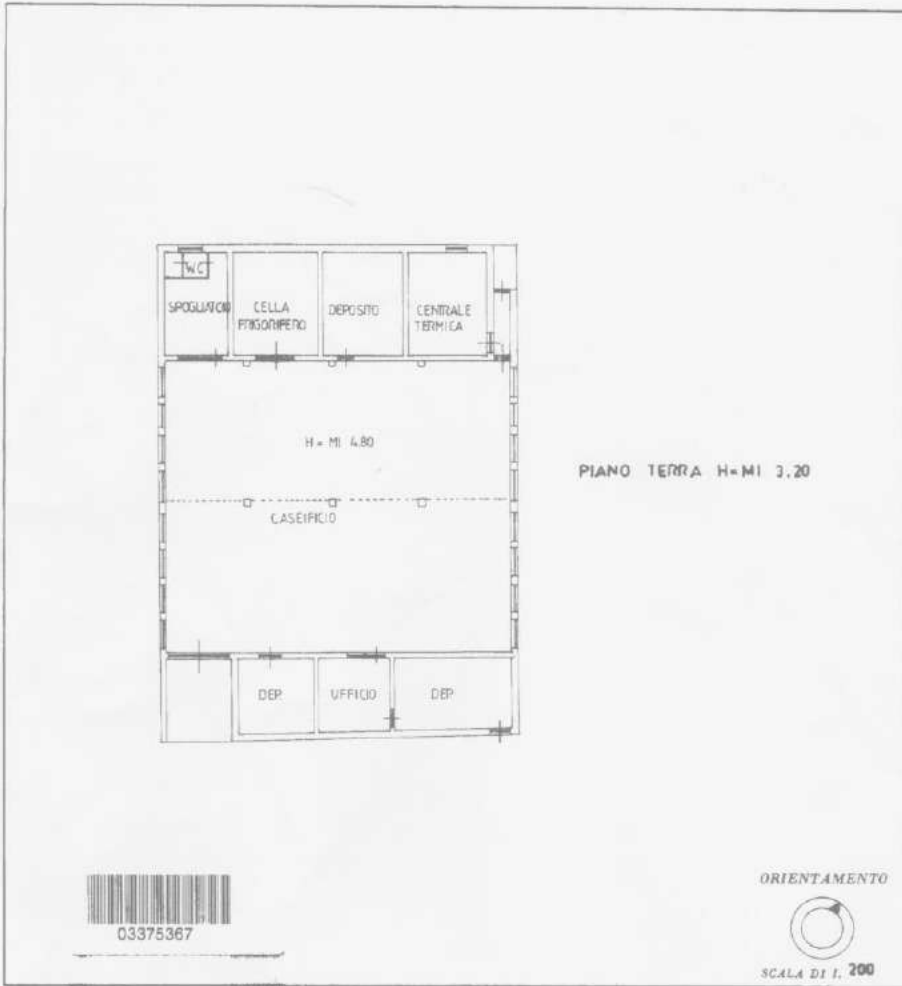 WC
SPOGLIATOI
CELLA
FRIGORIFERO
DEPOSITO
CENTRALE
TERMICA
H = Ml 4.80
PIANO TERRA H=Ml 3.20
CASEIFICIO
DEP.
UFFICIO
DEP
ORIENTAMENTO
03375367
SCALA DI 1. 200